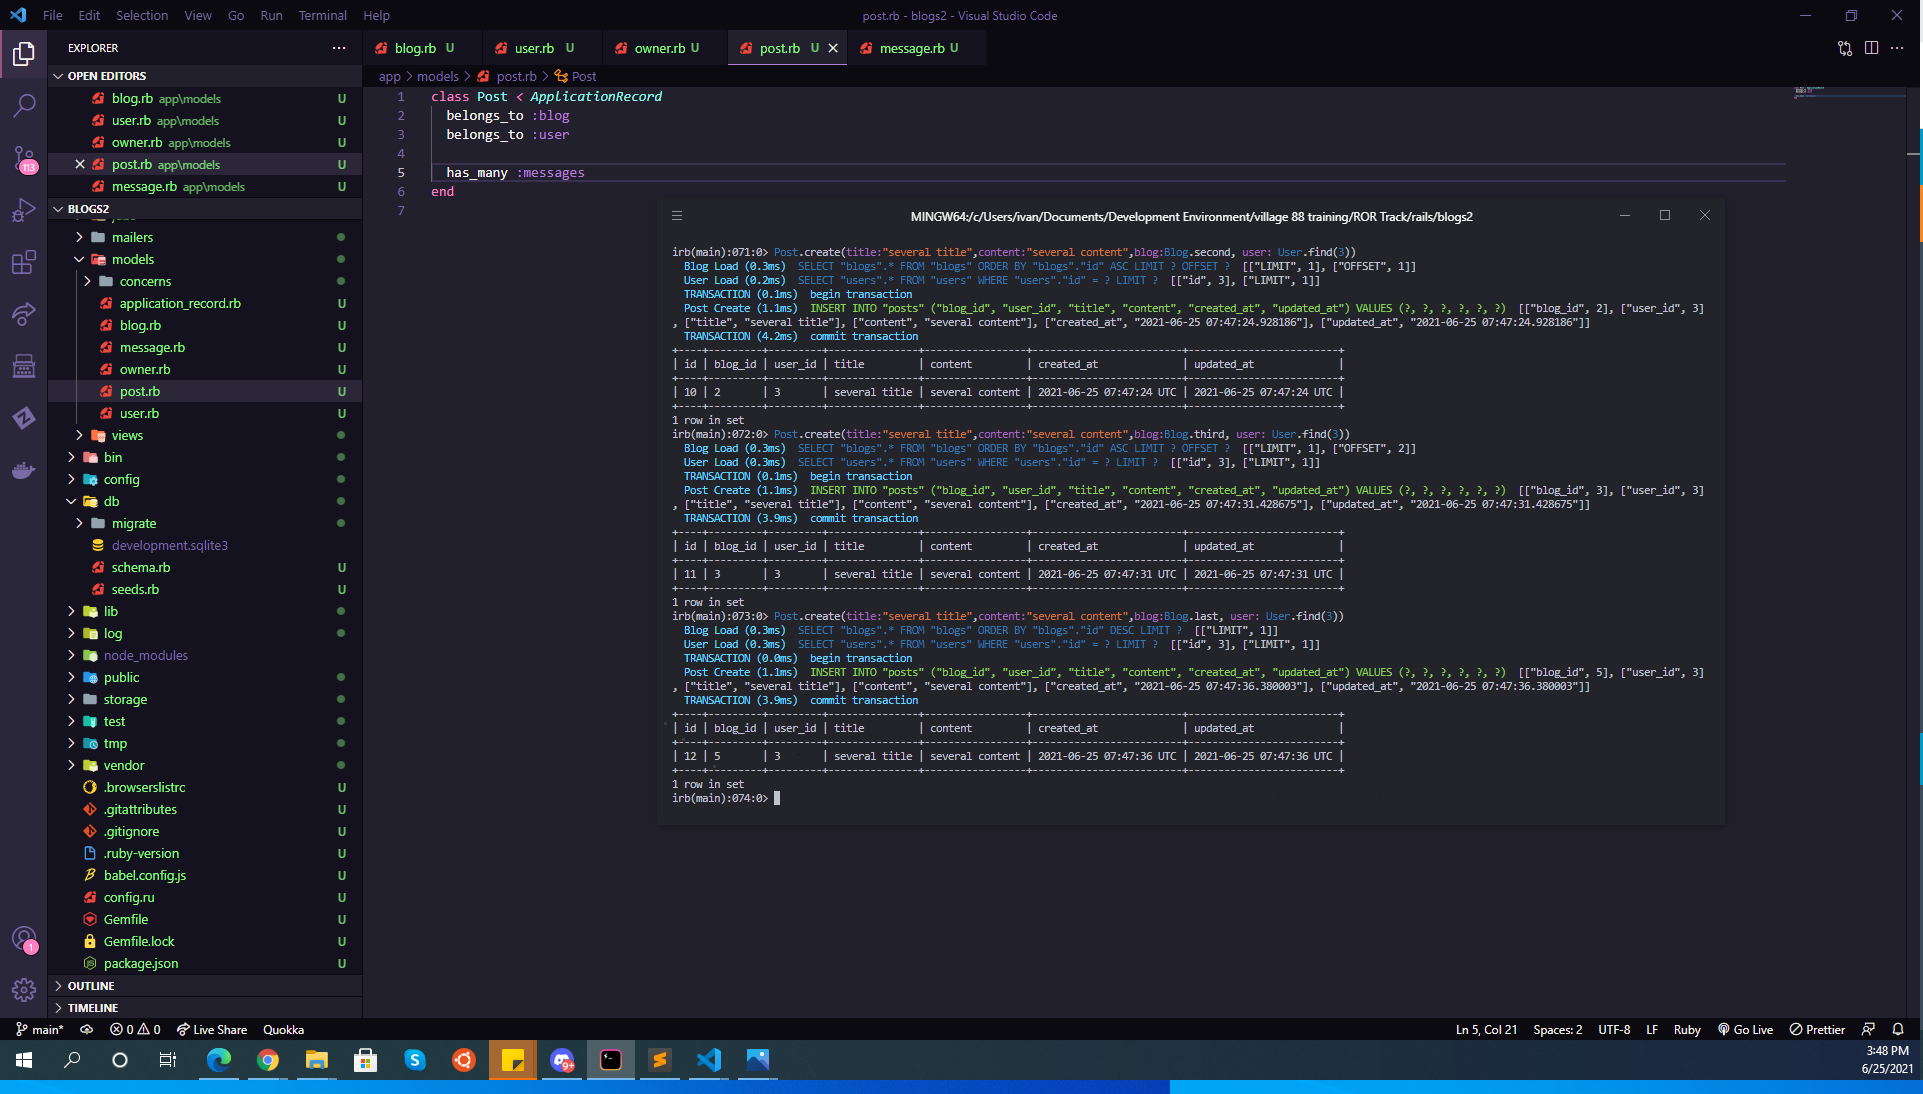 File Edit Selection View Go Run Terminal Help
post.rb - blogs2 - Visual Studio Code
EXPLORER
OPEN EDITORS
blog.rb app\models U
user.rb app\models U
owner.rb app\models U
post.rb app\models U
message.rb app\models U
BLOGS2
mailers
models
concerns
application_record.rb U
blog.rb U
message.rb U
owner.rb U
post.rb U
user.rb U
views
bin
config
db
migrate
development.sqlite3
schema.rb U
seeds.rb U
lib
log
node_modules
public
storage
test
tmp
vendor
.browserslistrc U
.gitattributes U
.gitignore U
.ruby-version U
babel.config.js U
config.ru U
Gemfile U
Gemfile.lock U
package.json U
OUTLINE
TIMELINE
113
1
blog.rb U user.rb U owner.rb U post.rb U message.rb U
app > models > post.rb > Post
1 class Post < ApplicationRecord
2 belongs_to :blog
3 belongs_to :user
4
5 has_many :messages
6 end
7
MINGW64:/c/Users/ivan/Documents/Development Environment/village 88 training/ROR Track/rails/blogs2
irb(main):071:0> Post.create(title:"several title",content:"several content",blog:Blog.second, user: User.find(3))
Blog Load (0.3ms) SELECT "blogs".* FROM "blogs" ORDER BY "blogs"."id" ASC LIMIT ? OFFSET ? [["LIMIT", 1], ["OFFSET", 1]]
User Load (0.2ms) SELECT "users".* FROM "users" WHERE "users"."id" = ? LIMIT ? [["id", 3], ["LIMIT", 1]]
TRANSACTION (0.1ms) begin transaction
Post Create (1.1ms) INSERT INTO "posts" ("blog_id", "user_id", "title", "content", "created_at", "updated_at") VALUES (?, ?, ?, ?, ?, ?) [["blog_id", 2], ["user_id", 3]
, ["title", "several title"], ["content", "several content"], ["created_at", "2021-06-25 07:47:24.928186"], ["updated_at", "2021-06-25 07:47:24.928186"]]
TRANSACTION (4.2ms) commit transaction
+----+---------+---------+---------------+-----------------+-------------------------+-------------------------+
| id | blog_id | user_id | title | content | created_at | updated_at |
+----+---------+---------+---------------+-----------------+-------------------------+-------------------------+
| 10 | 2 | 3 | several title | several content | 2021-06-25 07:47:24 UTC | 2021-06-25 07:47:24 UTC |
+----+---------+---------+---------------+-----------------+-------------------------+-------------------------+
1 row in set
irb(main):072:0> Post.create(title:"several title",content:"several content",blog:Blog.third, user: User.find(3))
Blog Load (0.3ms) SELECT "blogs".* FROM "blogs" ORDER BY "blogs"."id" ASC LIMIT ? OFFSET ? [["LIMIT", 1], ["OFFSET", 2]]
User Load (0.3ms) SELECT "users".* FROM "users" WHERE "users"."id" = ? LIMIT ? [["id", 3], ["LIMIT", 1]]
TRANSACTION (0.1ms) begin transaction
Post Create (1.1ms) INSERT INTO "posts" ("blog_id", "user_id", "title", "content", "created_at", "updated_at") VALUES (?, ?, ?, ?, ?, ?) [["blog_id", 3], ["user_id", 3]
, ["title", "several title"], ["content", "several content"], ["created_at", "2021-06-25 07:47:31.428675"], ["updated_at", "2021-06-25 07:47:31.428675"]]
TRANSACTION (3.9ms) commit transaction
+----+---------+---------+---------------+-----------------+-------------------------+-------------------------+
| id | blog_id | user_id | title | content | created_at | updated_at |
+----+---------+---------+---------------+-----------------+-------------------------+-------------------------+
| 11 | 3 | 3 | several title | several content | 2021-06-25 07:47:31 UTC | 2021-06-25 07:47:31 UTC |
+----+---------+---------+---------------+-----------------+-------------------------+-------------------------+
1 row in set
irb(main):073:0> Post.create(title:"several title",content:"several content",blog:Blog.last, user: User.find(3))
Blog Load (0.3ms) SELECT "blogs".* FROM "blogs" ORDER BY "blogs"."id" DESC LIMIT ? [["LIMIT", 1]]
User Load (0.3ms) SELECT "users".* FROM "users" WHERE "users"."id" = ? LIMIT ? [["id", 3], ["LIMIT", 1]]
TRANSACTION (0.0ms) begin transaction
Post Create (1.1ms) INSERT INTO "posts" ("blog_id", "user_id", "title", "content", "created_at", "updated_at") VALUES (?, ?, ?, ?, ?, ?) [["blog_id", 5], ["user_id", 3]
, ["title", "several title"], ["content", "several content"], ["created_at", "2021-06-25 07:47:36.380003"], ["updated_at", "2021-06-25 07:47:36.380003"]]
TRANSACTION (3.9ms) commit transaction
+----+---------+---------+---------------+-----------------+-------------------------+-------------------------+
| id | blog_id | user_id | title | content | created_at | updated_at |
+----+---------+---------+---------------+-----------------+-------------------------+-------------------------+
| 12 | 5 | 3 | several title | several content | 2021-06-25 07:47:36 UTC | 2021-06-25 07:47:36 UTC |
+----+---------+---------+---------------+-----------------+-------------------------+-------------------------+
1 row in set
irb(main):074:0>
main* 0 0 Live Share Quokka
Ln 5, Col 21 Spaces: 2 UTF-8 LF Ruby Go Live Prettier
9+
3:48 PM
6/25/2021